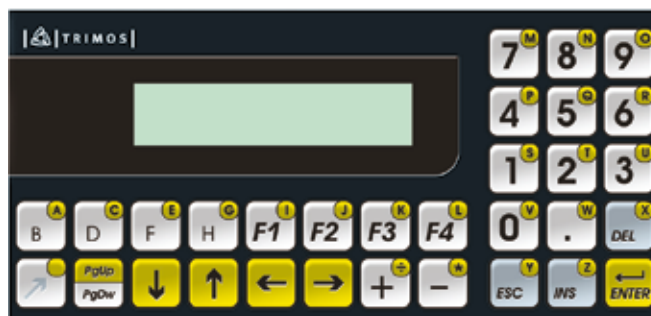 TRIMOS
7 M 8 N 9 O
4 P 5 Q 6 R
1 S 2 T 3 U
B A D C F E H G F1 I F2 J F3 K F4 L 0 V . W DEL X
PgUp
PgDw ↓ ↑ ← → + ÷ − * ESC Y INS Z ENTER